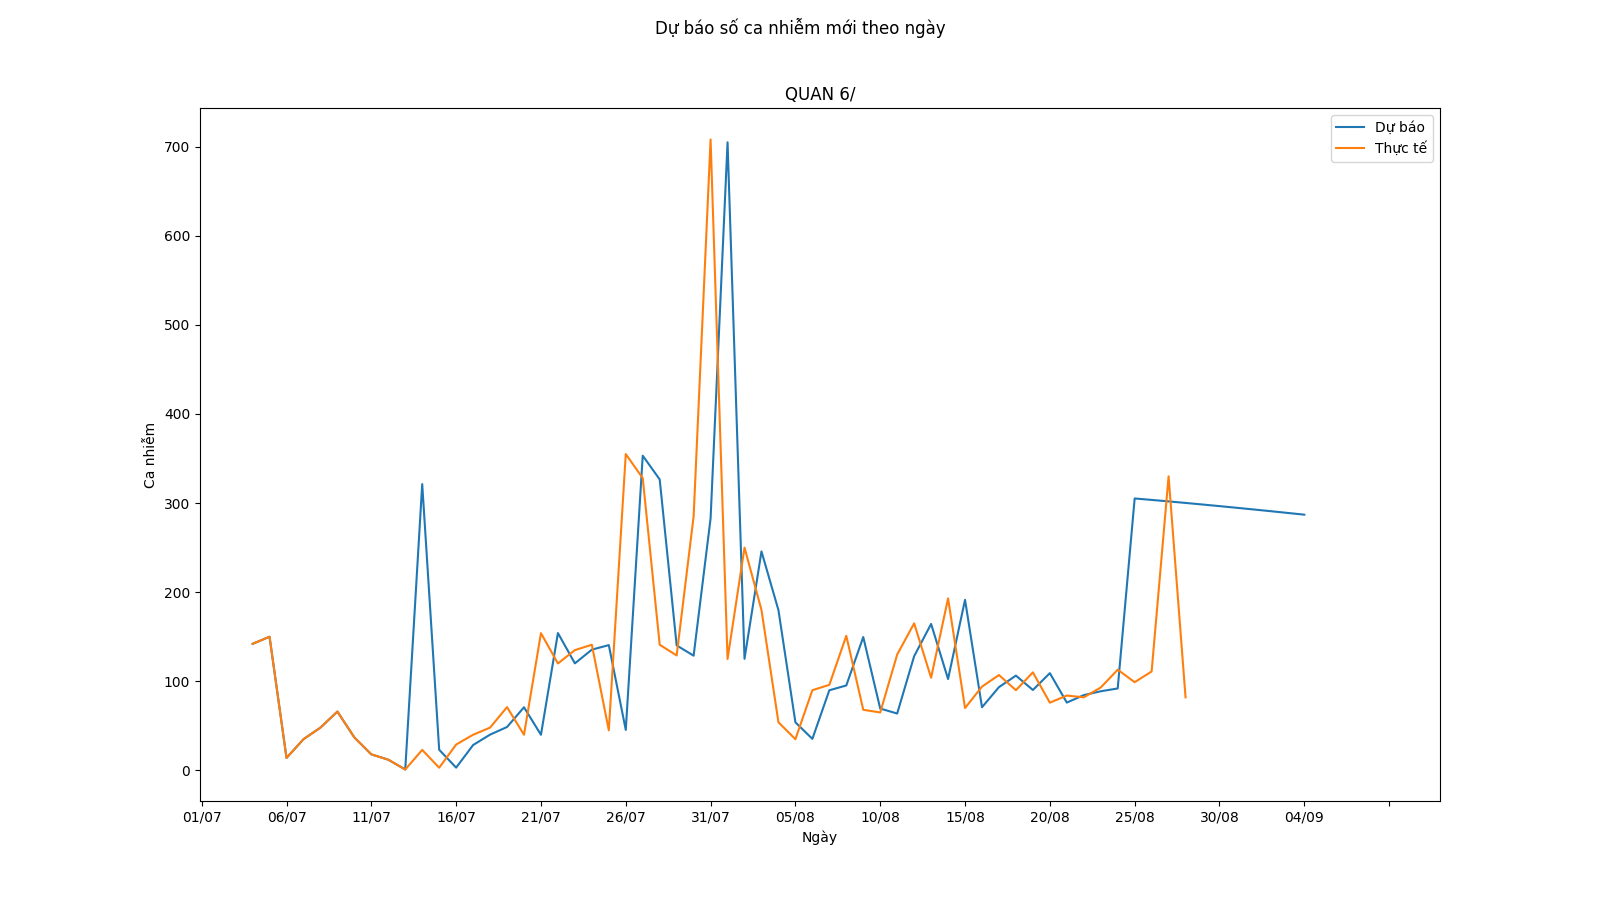 Dự báo số ca nhiễm mới theo ngày
QUAN 6/
Dự báo
Thực tế
700
600
500
400
300
200
100
0
Ca nhiễm
01/07 06/07 11/07 16/07 21/07 26/07 31/07 05/08 10/08 15/08 20/08 25/08 30/08 04/09
Ngày